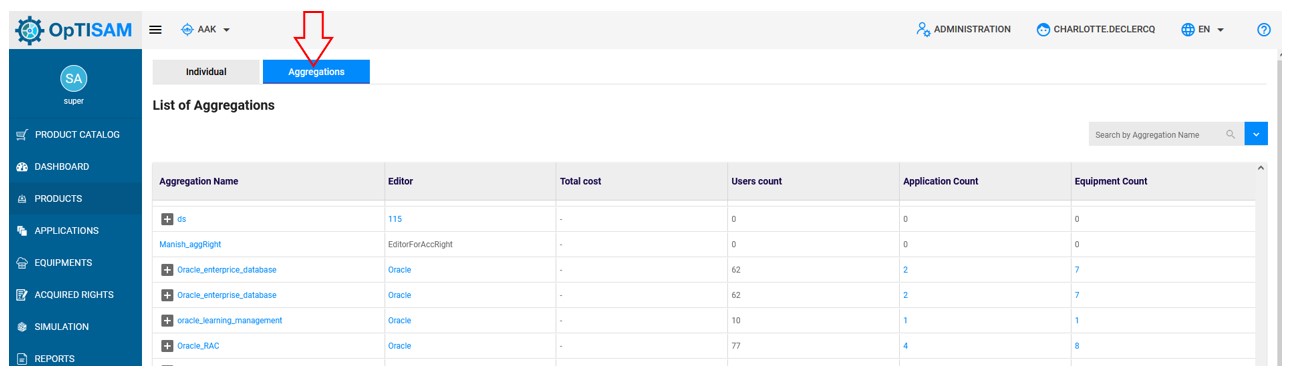 OpTISAM AAK ADMINISTRATION CHARLOTTE.DECLERCQ EN ?
SA
super
PRODUCT CATALOG
DASHBOARD
PRODUCTS
APPLICATIONS
EQUIPMENTS
ACQUIRED RIGHTS
SIMULATION
REPORTS
Individual Aggregations
List of Aggregations
Search by Aggregation Name
Aggregation Name Editor Total cost Users count Application Count Equipment Count
ds 115 - 0 0 0
Manish_aggRight EditorForAccRight - 0 0 0
Oracle_enterprice_database Oracle - 62 2 7
Oracle_enterprise_database Oracle - 62 2 7
oracle_learning_management Oracle - 10 1 1
Oracle_RAC Oracle - 77 4 8